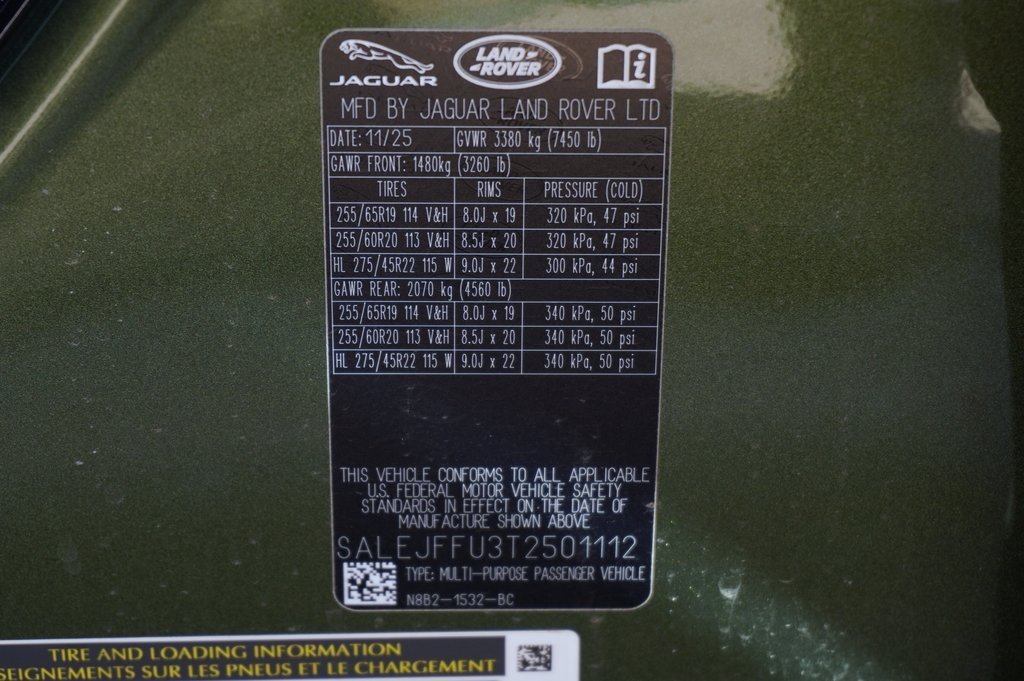 JAGUAR
LAND-
-ROVER
i
MFD BY JAGUAR LAND ROVER LTD
DATE: 11/25 GVWR 3380 kg (7450 lb)
GAWR FRONT: 1480kg (3260 lb)
TIRES RIMS PRESSURE (COLD)
255/65R19 114 V&H 8.0J x 19 320 kPa, 47 psi
255/60R20 113 V&H 8.5J x 20 320 kPa, 47 psi
HL 275/45R22 115 W 9.0J x 22 300 kPa, 44 psi
GAWR REAR: 2070 kg (4560 lb)
255/65R19 114 V&H 8.0J x 19 340 kPa, 50 psi
255/60R20 113 V&H 8.5J x 20 340 kPa, 50 psi
HL 275/45R22 115 W 9.0J x 22 340 kPa, 50 psi
THIS VEHICLE CONFORMS TO ALL APPLICABLE
U.S. FEDERAL MOTOR VEHICLE SAFETY
STANDARDS IN EFFECT ON THE DATE OF
MANUFACTURE SHOWN ABOVE
SALEJFFU3T2501112
TYPE: MULTI-PURPOSE PASSENGER VEHICLE
N8B2-1532-BC
TIRE AND LOADING INFORMATION
SEIGNEMENTS SUR LES PNEUS ET LE CHARGEMENT